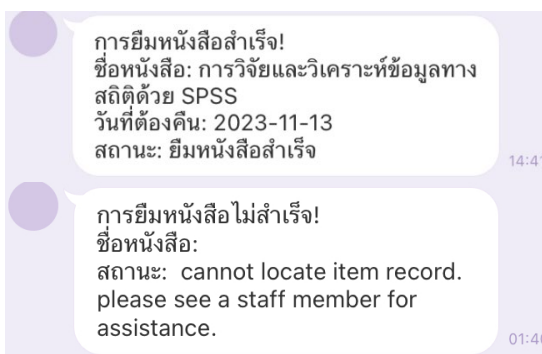 การยืมหนังสือสำเร็จ!
ชื่อหนังสือ: การวิจัยและวิเคราะห์ข้อมูลทาง
สถิติด้วย SPSS
วันที่ต้องคืน: 2023-11-13
สถานะ: ยืมหนังสือสำเร็จ
การยืมหนังสือไม่สำเร็จ!
ชื่อหนังสือ:
สถานะ: cannot locate item record.
please see a staff member for
assistance.